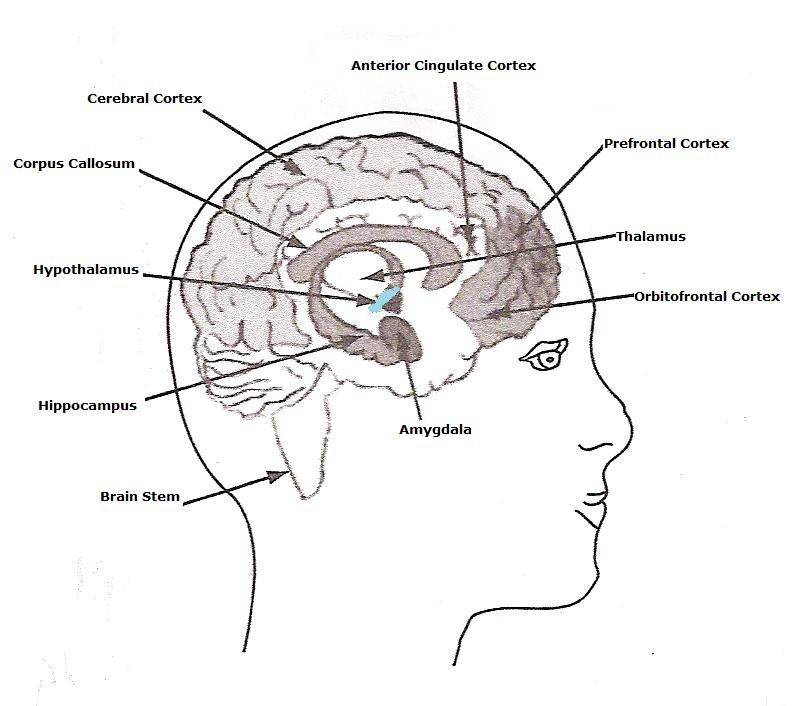 Anterior Cingulate Cortex
Cerebral Cortex
Prefrontal Cortex
Corpus Callosum
Thalamus
Hypothalamus
Orbitofrontal Cortex
Hippocampus
Amygdala
Brain Stem